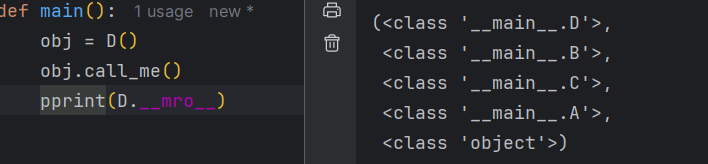 def main():  1 usage  new *
    obj = D()
    obj.call_me()
    pprint(D.__mro__)
(<class '__main__.D'>,
 <class '__main__.B'>,
 <class '__main__.C'>,
 <class '__main__.A'>,
 <class 'object'>)